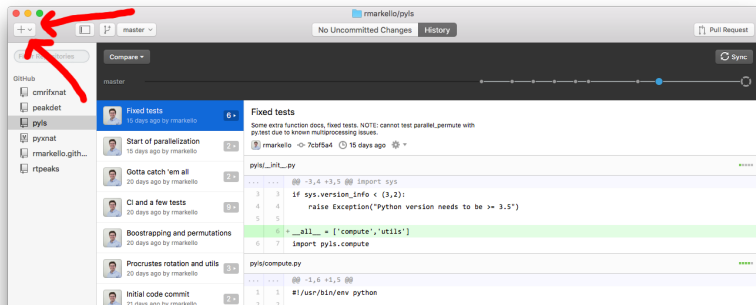 rmarkello/pyls
master
No Uncommitted Changes
History
Pull Request
Compare
Sync
master
GitHub
cmrifxnat
peakdet
pyls
pyxnat
rmarkello.gith...
rtpeaks
Fixed tests
15 days ago by rmarkello
6
Start of parallelization
15 days ago by rmarkello
2
Gotta catch 'em all
20 days ago by rmarkello
2
CI and a few tests
20 days ago by rmarkello
9
Boostrapping and permutations
20 days ago by rmarkello
Procrustes rotation and utils
20 days ago by rmarkello
3
Initial code commit
21 days ago by rmarkello
2
Fixed tests
Some extra function docs, fixed tests. NOTE: cannot test parallel_permute with
py.test due to known multiprocessing issues.
rmarkello 7cbf5a4 15 days ago
pyls/__init__.py
... ... @@ -3,4 +3,5 @@ import sys
3 3 if sys.version_info < (3,2):
4 4 raise Exception("Python version needs to be >= 3.5")
5 5
6 +__all__ = ['compute','utils']
6 7 import pyls.compute
pyls/compute.py
... ... @@ -1,6 +1,5 @@
1 1 #!/usr/bin/env python